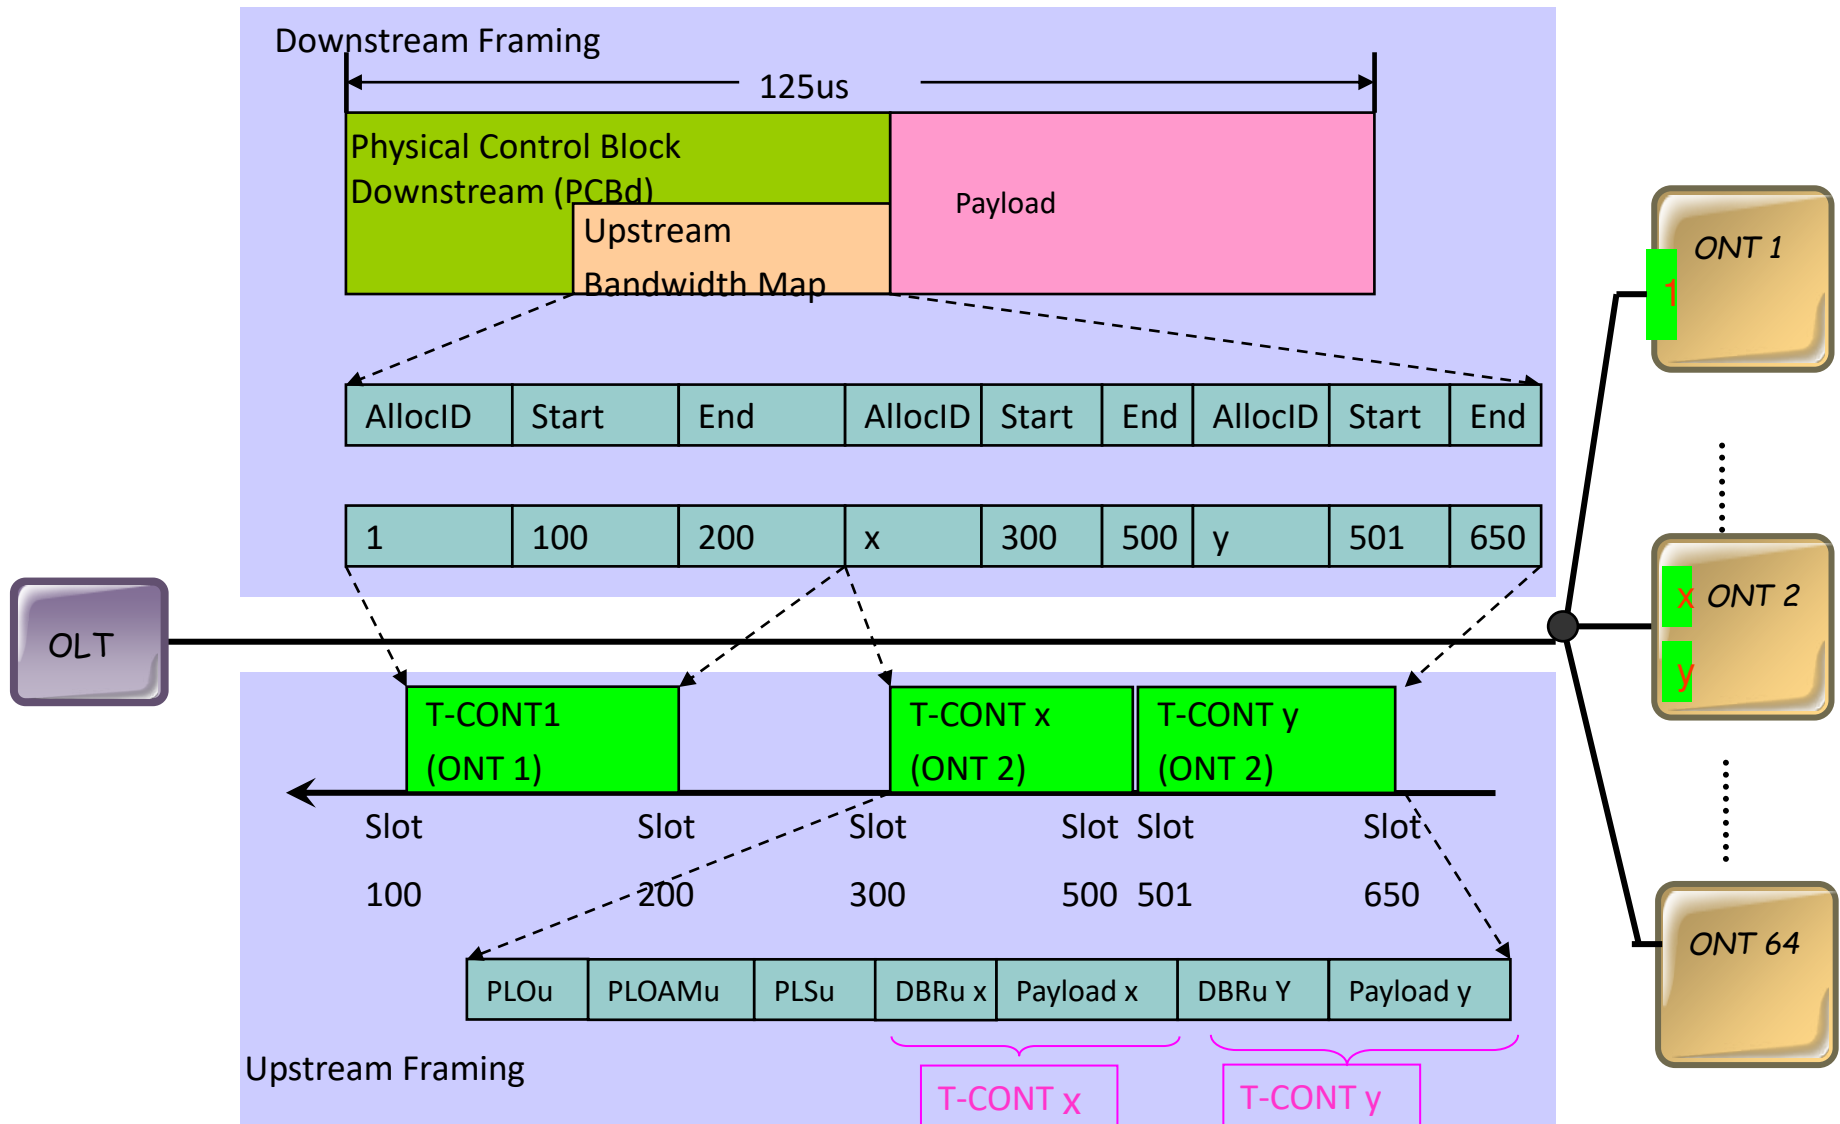 Downstream Framing
125us
Physical Control Block
Downstream (PCBd)
Payload
Upstream
Bandwidth Map
AllocID Start End AllocID Start End AllocID Start End
1 100 200 x 300 500 y 501 650
OLT
ONT 1
1
ONT 2
x
y
ONT 64
T-CONT1
(ONT 1)
T-CONT x
(ONT 2)
T-CONT y
(ONT 2)
Slot Slot Slot Slot Slot Slot
100 200 300 500 501 650
PLOu PLOAMu PLSu DBRu x Payload x DBRu Y Payload y
Upstream Framing
T-CONT x
T-CONT y